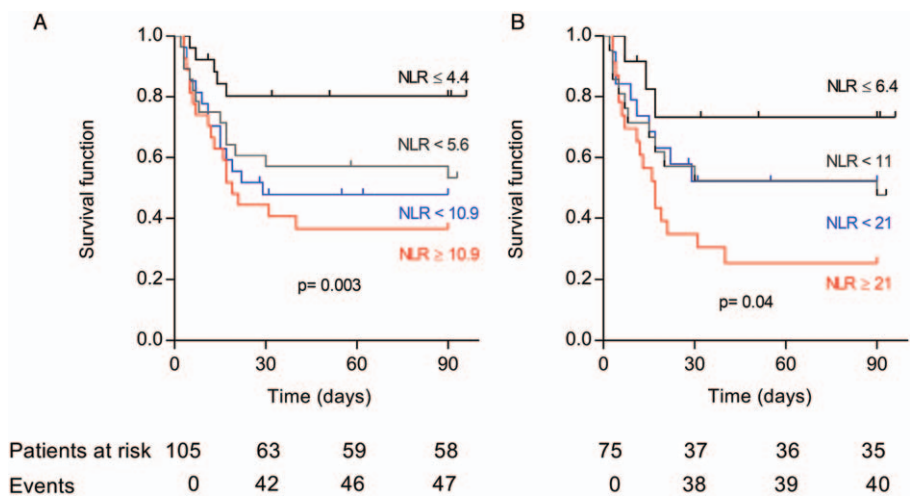 A
B
Survival function
1.0
0.8
0.6
0.4
0.2
0.0
NLR ≤ 4.4
NLR < 5.6
NLR < 10.9
NLR ≥ 10.9
p= 0.003
0 30 60 90
Time (days)
Survival function
1.0
0.8
0.6
0.4
0.2
0.0
NLR ≤ 6.4
NLR < 11
NLR < 21
NLR ≥ 21
p= 0.04
0 30 60 90
Time (days)
Patients at risk 105 63 59 58 75 37 36 35
Events 0 42 46 47 0 38 39 40